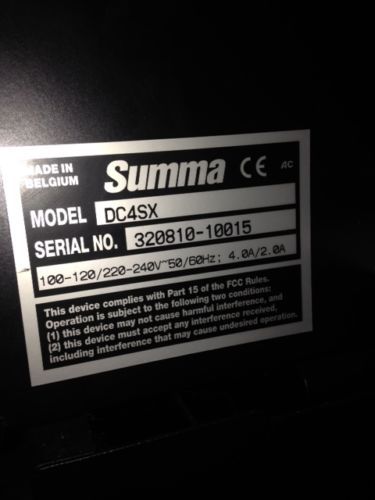 MADE IN
BELGIUM
Summa CE AC
MODEL DC4SX
SERIAL NO. 320810-10015
100-120/220-240V~50/60Hz; 4.0A/2.0A
This device complies with Part 15 of the FCC Rules.
Operation is subject to the following two conditions:
(1) this device may not cause harmful interference, and
(2) this device must accept any interference received,
including interference that may cause undesired operation.